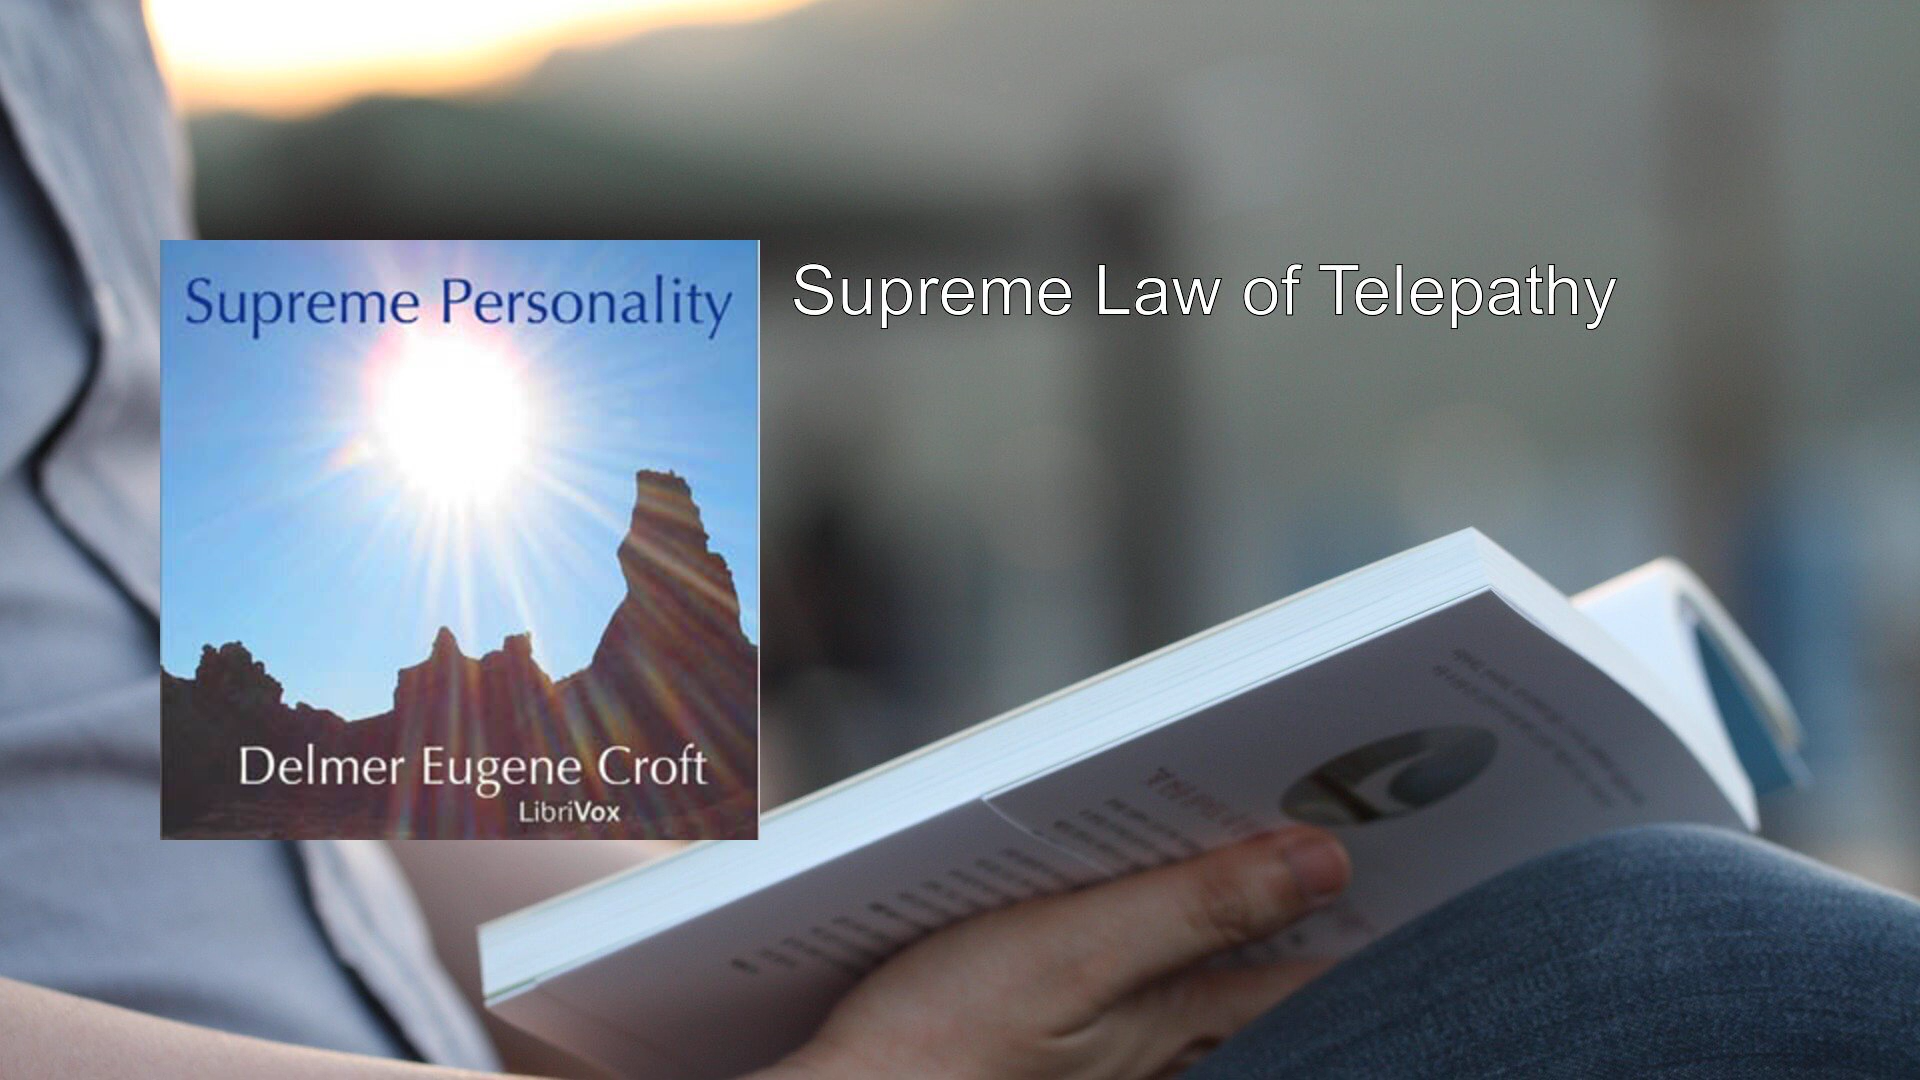 Supreme Personality
Delmer Eugene Croft
LibriVox
Supreme Law of Telepathy